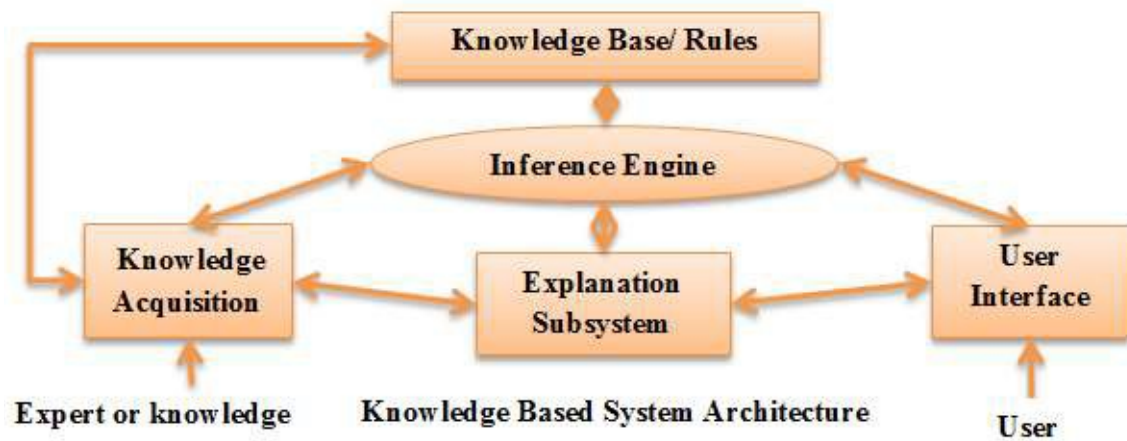 Knowledge Base/ Rules
Inference Engine
Knowledge
Acquisition
Explanation
Subsystem
User
Interface
Expert or knowledge
Knowledge Based System Architecture
User